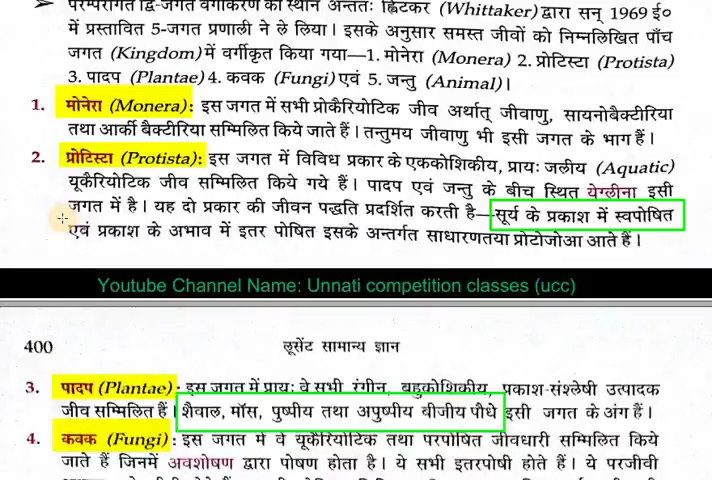 ➤ परम्परागत द्वि-जगत वर्गीकरण का स्थान अन्ततः ह्विटकर (Whittaker) द्वारा सन् 1969 ई०
में प्रस्तावित 5-जगत प्रणाली ने ले लिया। इसके अनुसार समस्त जीवों को निम्नलिखित पाँच
जगत (Kingdom) में वर्गीकृत किया गया—1. मोनेरा (Monera) 2. प्रोटिस्टा (Protista)
3. पादप (Plantae) 4. कवक (Fungi) एवं 5. जन्तु (Animal)।
1. मोनेरा (Monera): इस जगत में सभी प्रोकैरियोटिक जीव अर्थात् जीवाणु, सायनोबैक्टीरिया
तथा आर्की बैक्टीरिया सम्मिलित किये जाते हैं। तन्तुमय जीवाणु भी इसी जगत के भाग हैं।
2. प्रोटिस्टा (Protista): इस जगत में विविध प्रकार के एककोशिकीय, प्रायः जलीय (Aquatic)
यूकैरियोटिक जीव सम्मिलित किये गये हैं। पादप एवं जन्तु के बीच स्थित येग्लीना इसी
जगत में है। यह दो प्रकार की जीवन पद्धति प्रदर्शित करती है—सूर्य के प्रकाश में स्वपोषित
एवं प्रकाश के अभाव में इतर पोषित इसके अन्तर्गत साधारणतया प्रोटोजोआ आते हैं।
Youtube Channel Name: Unnati competition classes (ucc)
400 लूसेंट सामान्य ज्ञान
3. पादप (Plantae): इस जगत में प्रायः वे सभी रंगीन, बहुकोशिकीय, प्रकाश-संश्लेषी उत्पादक
जीव सम्मिलित हैं। शैवाल, मॉस, पुष्पीय तथा अपुष्पीय बीजीय पौधे इसी जगत के अंग हैं।
4. कवक (Fungi): इस जगत में वे यूकैरियोटिक तथा परपोषित जीवधारी सम्मिलित किये
जाते हैं जिनमें अवशोषण द्वारा पोषण होता है। ये सभी इतरपोषी होते हैं। ये परजीवी